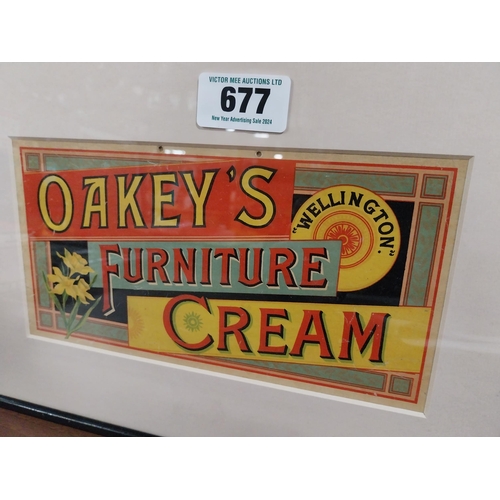 VICTOR MEE AUCTIONS LTD
677
New Year Advertising Sale 2024
OAKEY'S
"WELLINGTON."
FURNITURE
CREAM